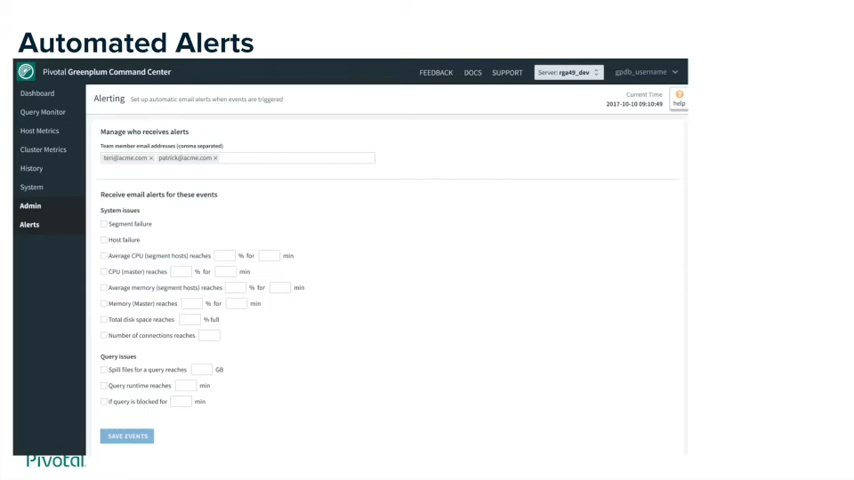 Automated Alerts
Pivotal Greenplum Command Center
FEEDBACK DOCS SUPPORT Server: rga49_dev gpdb_username
Dashboard
Query Monitor
Host Metrics
Cluster Metrics
History
System
Admin
Alerts
Alerting Set up automatic email alerts when events are triggered
Current Time
2017-10-10 09:10:49
help
Manage who receives alerts
Team member email addresses (comma separated)
teri@acme.com × patrick@acme.com ×
Receive email alerts for these events
System issues
Segment failure
Host failure
Average CPU (segment hosts) reaches % for min
CPU (master) reaches % for min
Average memory (segment hosts) reaches % for min
Memory (Master) reaches % for min
Total disk space reaches % full
Number of connections reaches
Query issues
Spill files for a query reaches GB
Query runtime reaches min
If query is blocked for min
SAVE EVENTS
Pivotal